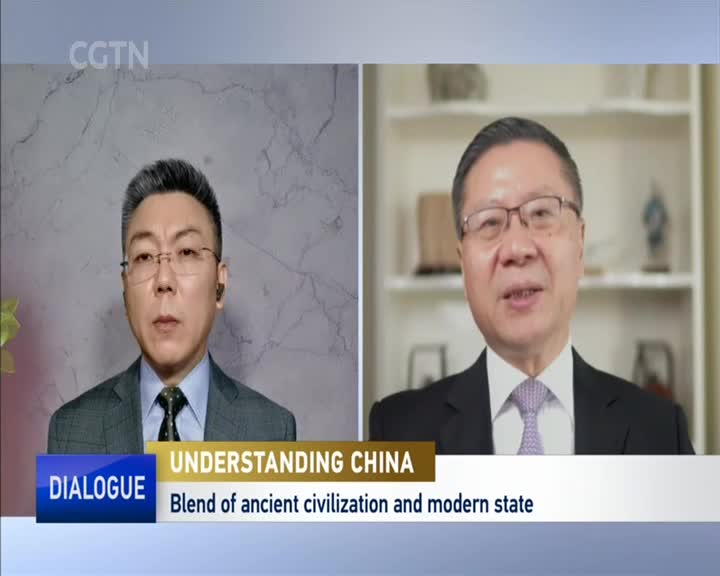 CGTN
UNDERSTANDING CHINA
DIALOGUE
Blend of ancient civilization and modern state